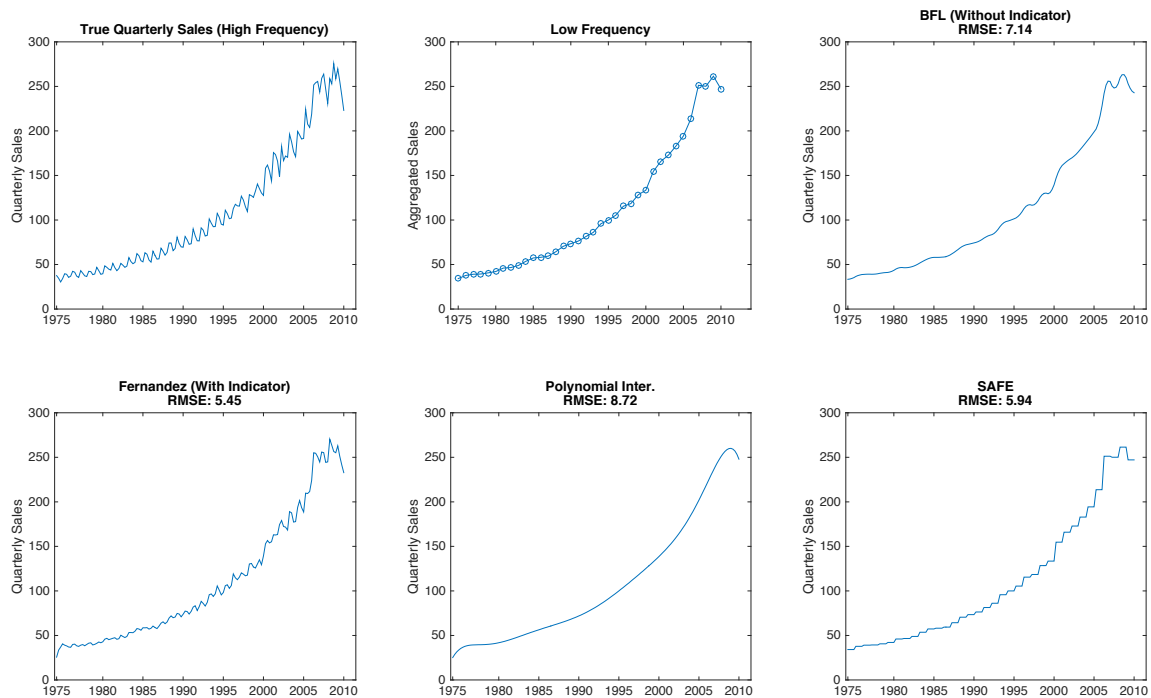 True Quarterly Sales (High Frequency)
Quarterly Sales
300
250
200
150
100
50
0
1975 1980 1985 1990 1995 2000 2005 2010
Low Frequency
Aggregated Sales
300
250
200
150
100
50
0
1975 1980 1985 1990 1995 2000 2005 2010
BFL (Without Indicator)
RMSE: 7.14
Quarterly Sales
300
250
200
150
100
50
0
1975 1980 1985 1990 1995 2000 2005 2010
Fernandez (With Indicator)
RMSE: 5.45
Quarterly Sales
300
250
200
150
100
50
0
1975 1980 1985 1990 1995 2000 2005 2010
Polynomial Inter.
RMSE: 8.72
Quarterly Sales
300
250
200
150
100
50
0
1975 1980 1985 1990 1995 2000 2005 2010
SAFE
RMSE: 5.94
Quarterly Sales
300
250
200
150
100
50
0
1975 1980 1985 1990 1995 2000 2005 2010